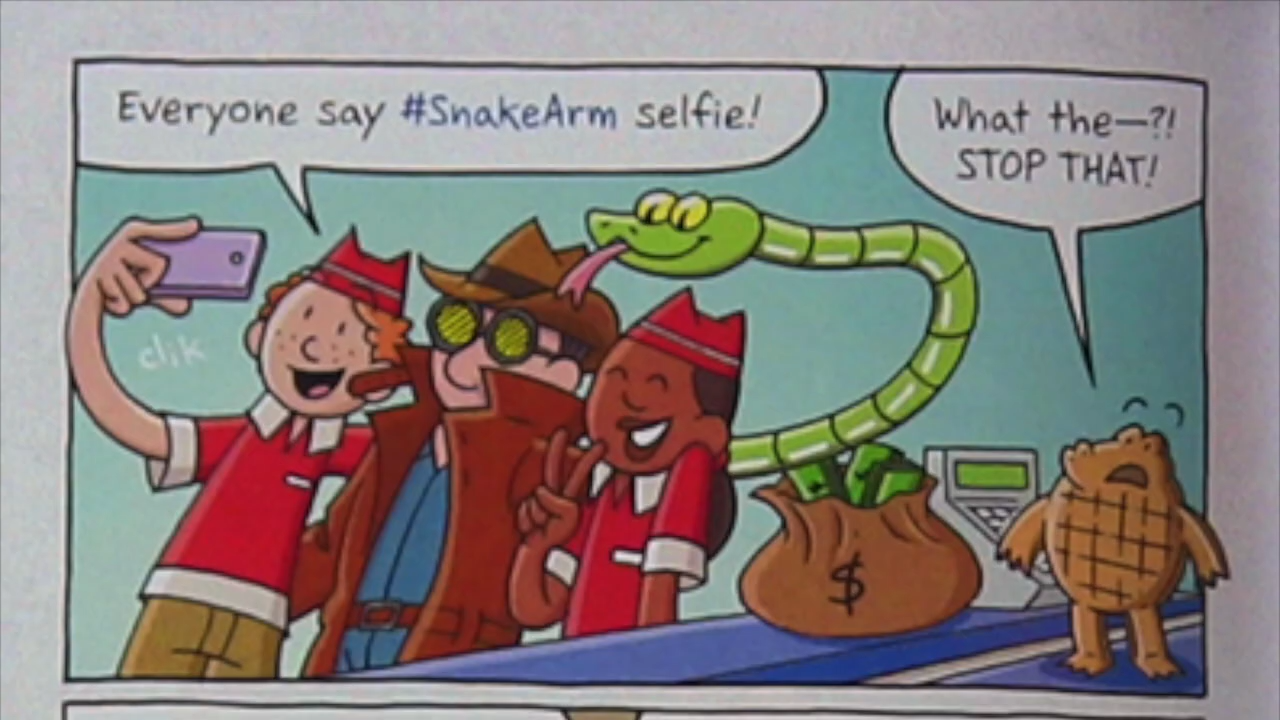 Everyone say #SnakeArm selfie!
What the—?!
STOP THAT!
clik
$